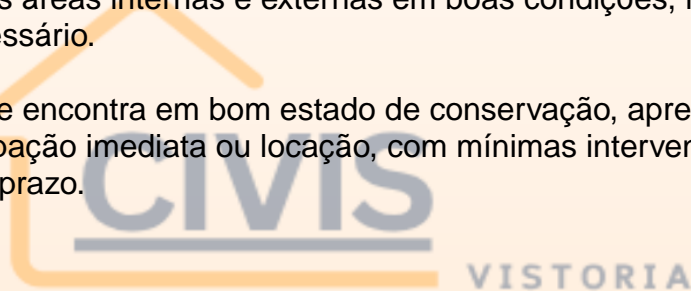 áreas internas e externas em boas condições,
essário.
e encontra em bom estado de conservação, apre
pação imediata ou locação, com mínimas interven
prazo.
CIVIS
VISTORIA